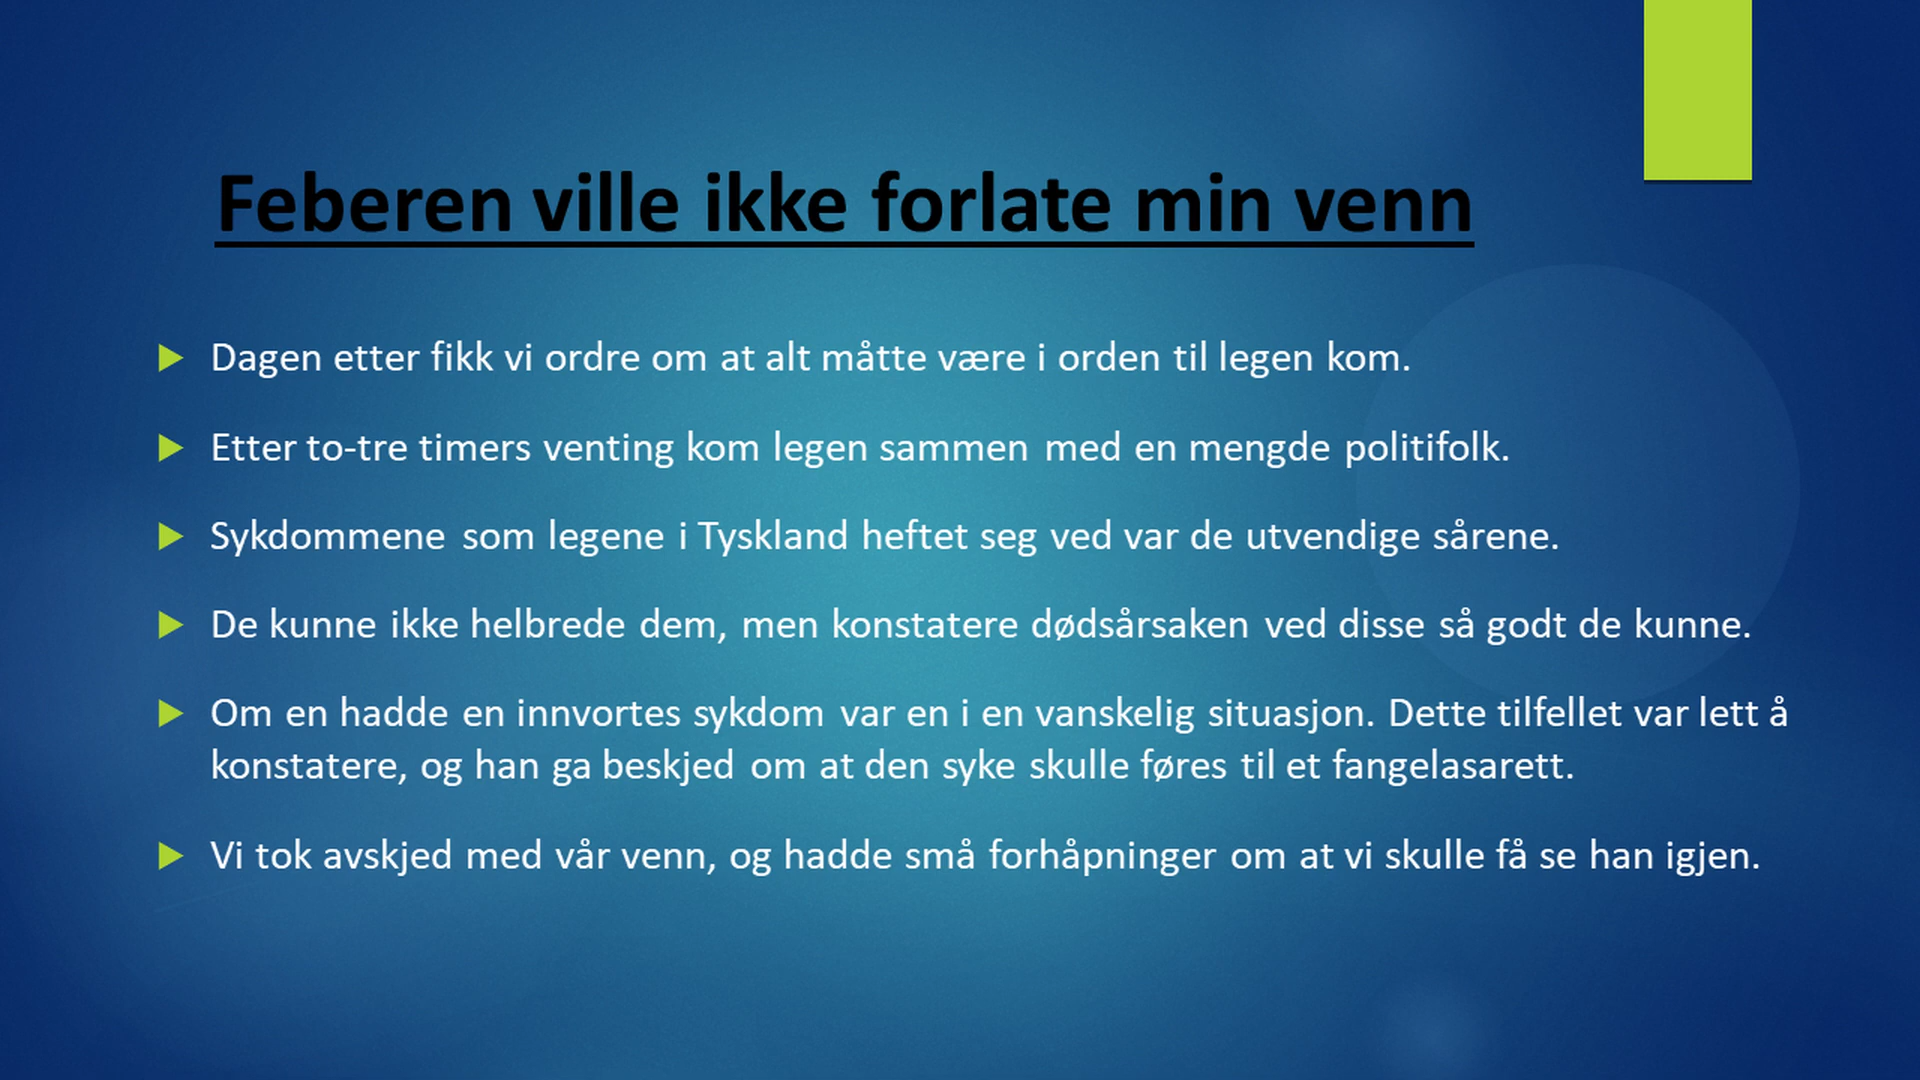 Feberen ville ikke forlate min venn
Dagen etter fikk vi ordre om at alt måtte være i orden til legen kom.
Etter to-tre timers venting kom legen sammen med en mengde politifolk.
Sykdommene som legene i Tyskland heftet seg ved var de utvendige sårene.
De kunne ikke helbrede dem, men konstatere dødsårsaken ved disse så godt de kunne.
Om en hadde en innvortes sykdom var en i en vanskelig situasjon. Dette tilfellet var lett å
konstatere, og han ga beskjed om at den syke skulle føres til et fangelasarett.
Vi tok avskjed med vår venn, og hadde små forhåpninger om at vi skulle få se han igjen.